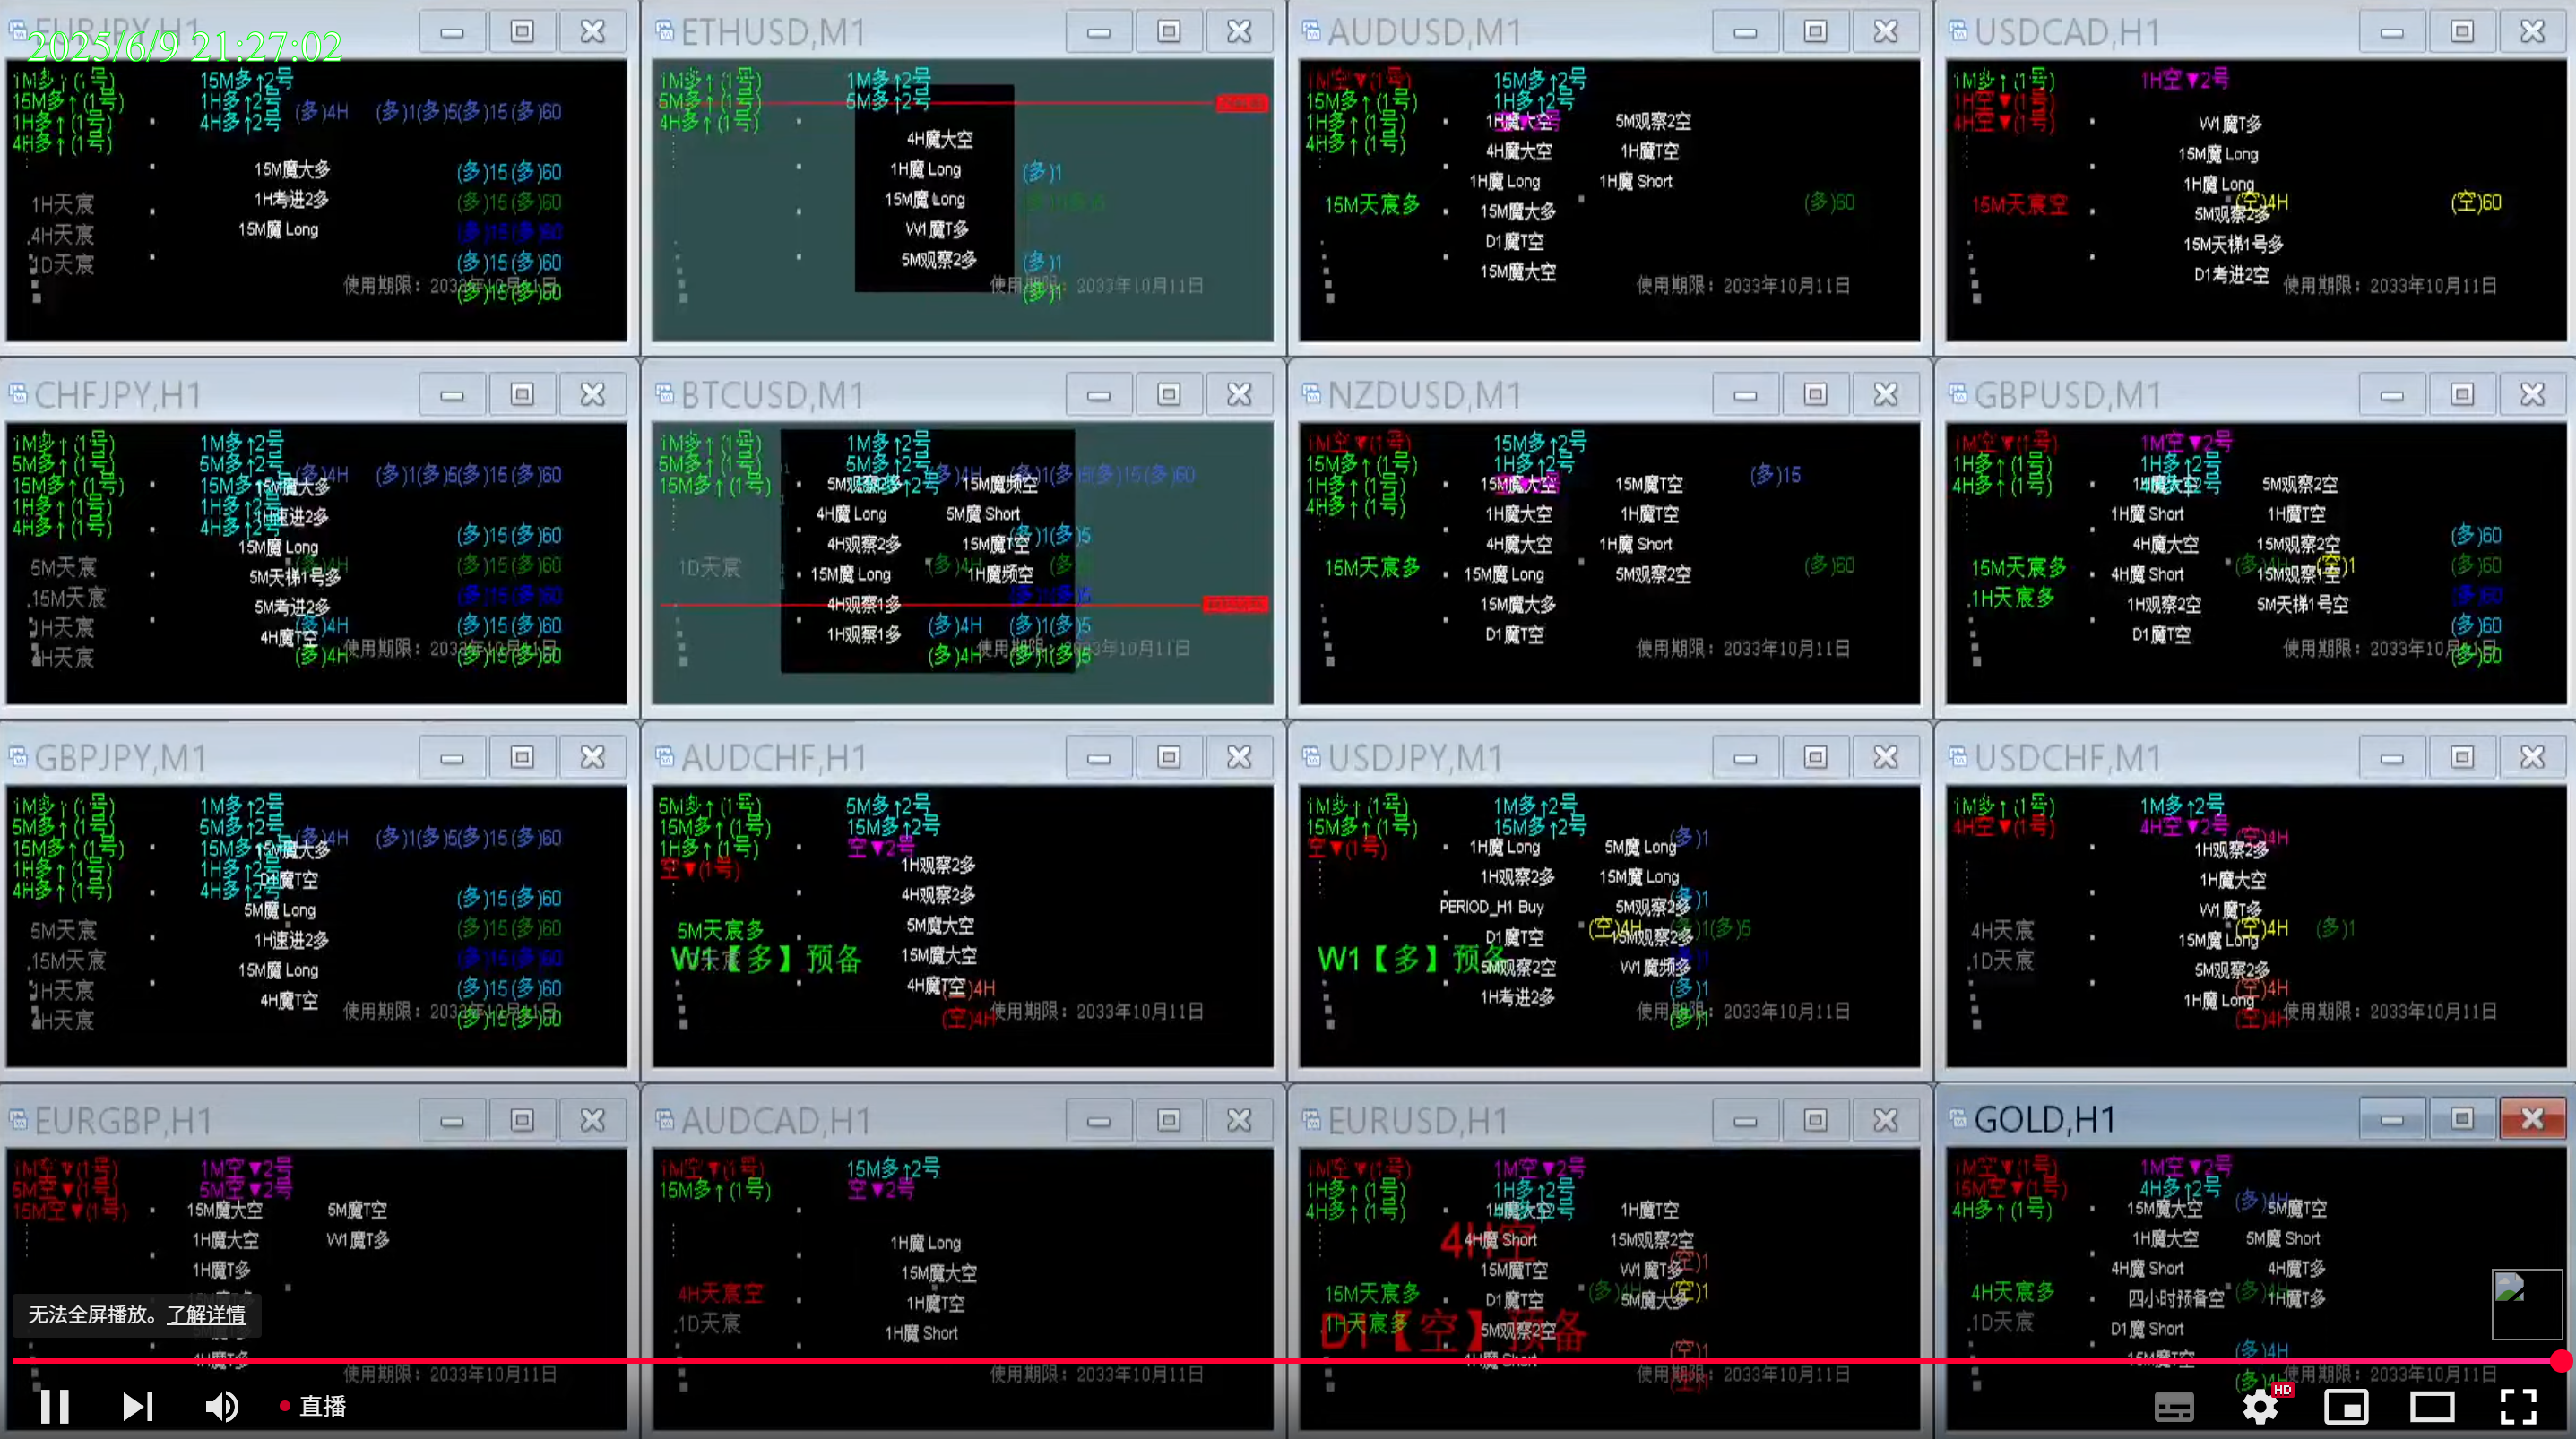 EURJPY,H1
2025/6/9 21:27:02
1M多↑(1号) 15M多↑2号
15M多↑(1号) 1H多↑2号 (多)4H (多)1(多)5(多)15(多)60
1H多↑(1号) 4H多↑2号
4H多↑(1号)
15M魔大多 (多)15(多)60
1H天宸 1H考进2多 (多)15(多)60
.4H天宸 15M魔 Long (多)15(多)60
1D天宸 (多)15(多)60
使用期限：2033年10月11日
(多)15(多)60
ETHUSD,M1
1M多↑(1号) 1M多↑2号
5M多↑(1号) 5M多↑2号
4H多↑(1号)
4H魔大空
1H魔 Long (多)1
15M魔 Long
W1魔T多
5M观察2多 (多)1
使用期限：2033年10月11日
(多)1
AUDUSD,M1
1M空▼(1号) 15M多↑2号
15M多↑(1号) 1H多↑2号
1H多↑(1号) 1H魔大空 5M观察2空
4H多↑(1号) 4H魔大空 1H魔T空
1H魔 Long 1H魔 Short
15M天宸多 15M魔大多 (多)60
D1魔T空
15M魔大空
使用期限：2033年10月11日
USDCAD,H1
1M多↑(1号) 1H空▼2号
1H空▼(1号)
4H空▼(1号) W1魔T多
15M魔 Long
1H魔 Long
15M天宸空 (空)4H (空)60
5M观察2多
15M天梯1号多
D1考进2空
使用期限：2033年10月11日
CHFJPY,H1
1M多↑(1号) 1M多↑2号
5M多↑(1号) 5M多↑2号 (多)4H (多)1(多)5(多)15(多)60
15M多↑(1号) 15M多↑2号 15M魔大多
1H多↑(1号) 1H多↑2号 1H速进2多
4H多↑(1号) 4H多↑2号 (多)15(多)60
15M魔 Long
5M天宸 (多)4H (多)15(多)60
5M天梯1号多
.15M天宸 5M考进2多 (多)15(多)60
1H天宸 4H魔T空 (多)4H (多)15(多)60
4H天宸 (多)4H (多)15(多)60
使用期限：2033年10月11日
BTCUSD,M1
1M多↑(1号) 1M多↑2号
5M多↑(1号) 5M多↑2号 (多)4H (多)1(多)5(多)15(多)60
15M多↑(1号) 5M观察2多 15M魔频空
4H魔 Long 5M魔 Short
4H观察2多 15M魔T空 (多)1(多)5
1D天宸 15M魔 Long 1H魔频空 (多)4H
4H观察1多
1H观察1多 (多)4H (多)1(多)5
(多)4H (多)1(多)5
NZDUSD,M1
1M空▼(1号) 15M多↑2号
15M多↑(1号) 1H多↑2号 (多)15
1H多↑(1号) 15M魔大空 15M魔T空
4H多↑(1号) 1H魔大空 1H魔T空
4H魔大空 1H魔 Short
15M天宸多 15M魔 Long 5M观察2空 (多)60
15M魔大多
D1魔T空
使用期限：2033年10月11日
GBPUSD,M1
1M空▼(1号) 1M空▼2号
1H多↑(1号) 1H多↑2号
4H多↑(1号) 1H魔大空 5M观察2空
1H魔 Short 1H魔T空
4H魔大空 15M观察2空 (多)60
15M天宸多 4H魔 Short 15M观察1空 (空)1 (多)60
.1H天宸多 1H观察2空 5M天梯1号空 (多)60
D1魔T空 (多)60
使用期限：2033年10月11日
(多)60
GBPJPY,M1
1M多↑(1号) 1M多↑2号
5M多↑(1号) 5M多↑2号 (多)4H (多)1(多)5(多)15(多)60
15M多↑(1号) 15M多↑2号 15M魔大多
1H多↑(1号) 1H多↑2号 D1魔T空
4H多↑(1号) 4H多↑2号 (多)15(多)60
5M魔 Long
5M天宸 1H速进2多 (多)15(多)60
.15M天宸 15M魔 Long (多)15(多)60
1H天宸 4H魔T空 (多)15(多)60
4H天宸 (多)15(多)60
使用期限：2033年10月11日
AUDCHF,H1
5M多↑(1号) 5M多↑2号
15M多↑(1号) 15M多↑2号
1H多↑(1号) 空▼2号
空▼(1号) 1H观察2多
4H观察2多
5M天宸多 5M魔大空
W1【多】预备 15M魔大空
4H魔T空 (空)4H
(空)4H
使用期限：2033年10月11日
USDJPY,M1
1M多↑(1号) 1M多↑2号
15M多↑(1号) 15M多↑2号 (多)1
空▼(1号) 1H魔 Long 5M魔 Long
1H观察2多 15M魔 Long
PERIOD_H1 Buy 5M观察2多 (多)1
D1魔T空 (空)4H 15M观察2多 (多)1(多)5
W1【多】预备 5M观察2空 W1魔频多
1H考进2多 (多)1
使用期限：2033年10月11日
(多)1
USDCHF,M1
1M多↑(1号) 1M多↑2号
4H空▼(1号) 4H空▼2号 (空)4H
1H观察2多
1H魔大空
W1魔T多
4H天宸 (空)4H (多)1
15M魔 Long
.1D天宸 5M观察2多
1H魔 Long (空)4H
(空)4H
使用期限：2033年10月11日
EURGBP,H1
1M空▼(1号) 1M空▼2号
5M空▼(1号) 5M空▼2号
15M空▼(1号) 15M魔大空 5M魔T空
1H魔大空 W1魔T多
1H魔T多
4H魔T多
使用期限：2033年10月11日
AUDCAD,H1
1M空▼(1号) 15M多↑2号
15M多↑(1号) 空▼2号
1H魔 Long
15M魔大空
4H天宸空 1H魔T空
.1D天宸 1H魔 Short
使用期限：2033年10月11日
EURUSD,H1
1M空▼(1号) 1M空▼2号
1H多↑(1号) 1H多↑2号
4H多↑(1号) 1H魔大空 1H魔T空
4H空 4H魔 Short 15M观察2空
15M魔T空 W1魔T多 (空)1
15M天宸多 D1魔T空 (多)4H 5M魔大多 (空)1
1H天宸多 D1【空】预备 5M观察2空
4H魔 Short (空)1
使用期限：2033年10月11日
GOLD,H1
1M空▼(1号) 1M空▼2号
15M空▼(1号) 4H多↑2号 (多)4H
4H多↑(1号) 15M魔大空 5M魔T空
1H魔大空 5M魔 Short
4H魔 Short 4H魔T多
4H天宸多 四小时预备空 (多)4H 1H魔T多
.1D天宸 D1魔 Short
15M魔T空 (多)4H
使用期限：2033年10月11日
无法全屏播放。了解详情
直播
HD